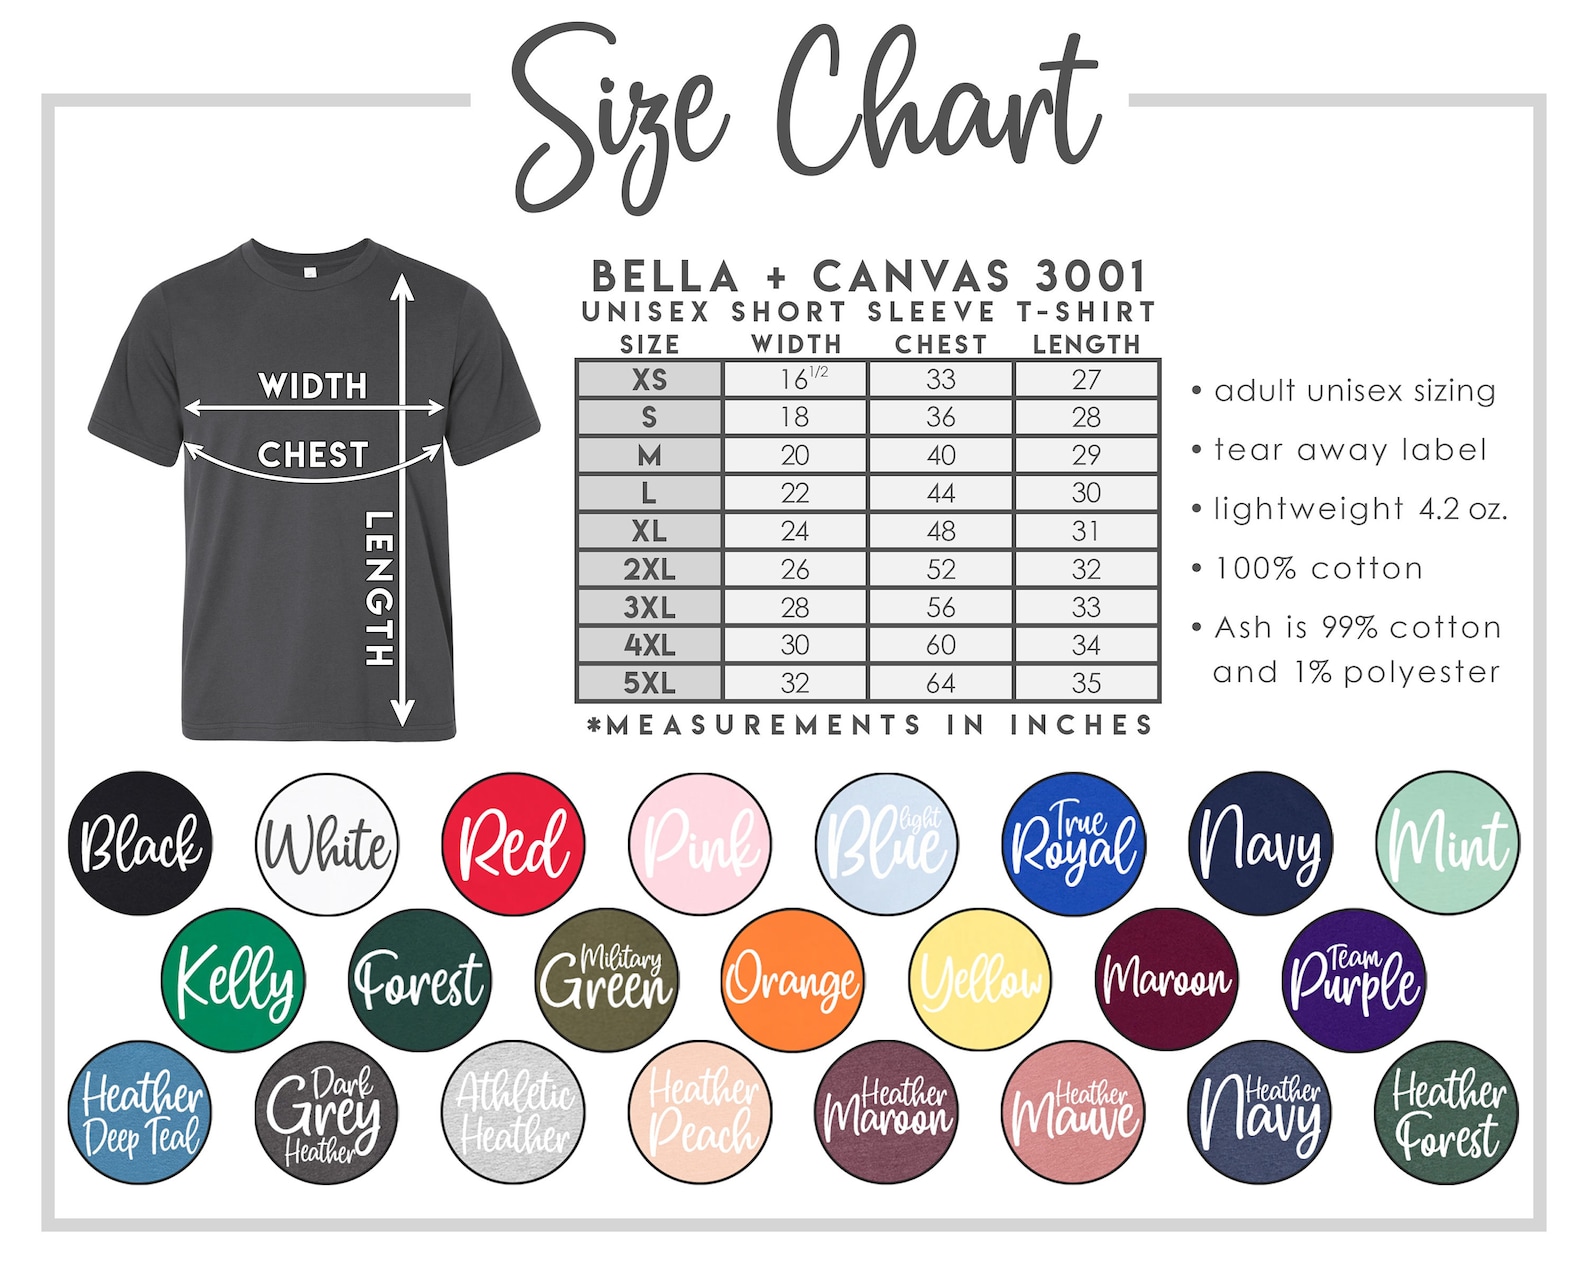 Size Chart
BELLA + CANVAS 3001
UNISEX SHORT SLEEVE T-SHIRT
SIZE WIDTH CHEST LENGTH
XS 16 1/2 33 27
S 18 36 28
M 20 40 29
L 22 44 30
XL 24 48 31
2XL 26 52 32
3XL 28 56 33
4XL 30 60 34
5XL 32 64 35
*MEASUREMENTS IN INCHES
WIDTH
CHEST
LENGTH
• adult unisex sizing
• tear away label
• lightweight 4.2 oz.
• 100% cotton
• Ash is 99% cotton
and 1% polyester
Black
White
Red
Pink
light
Blue
True
Royal
Navy
Mint
Kelly
Forest
Military
Green
Orange
Yellow
Maroon
Team
Purple
Heather
Deep Teal
Dark
Grey
Heather
Athletic
Heather
Heather
Peach
Heather
Maroon
Heather
Mauve
Heather
Navy
Heather
Forest